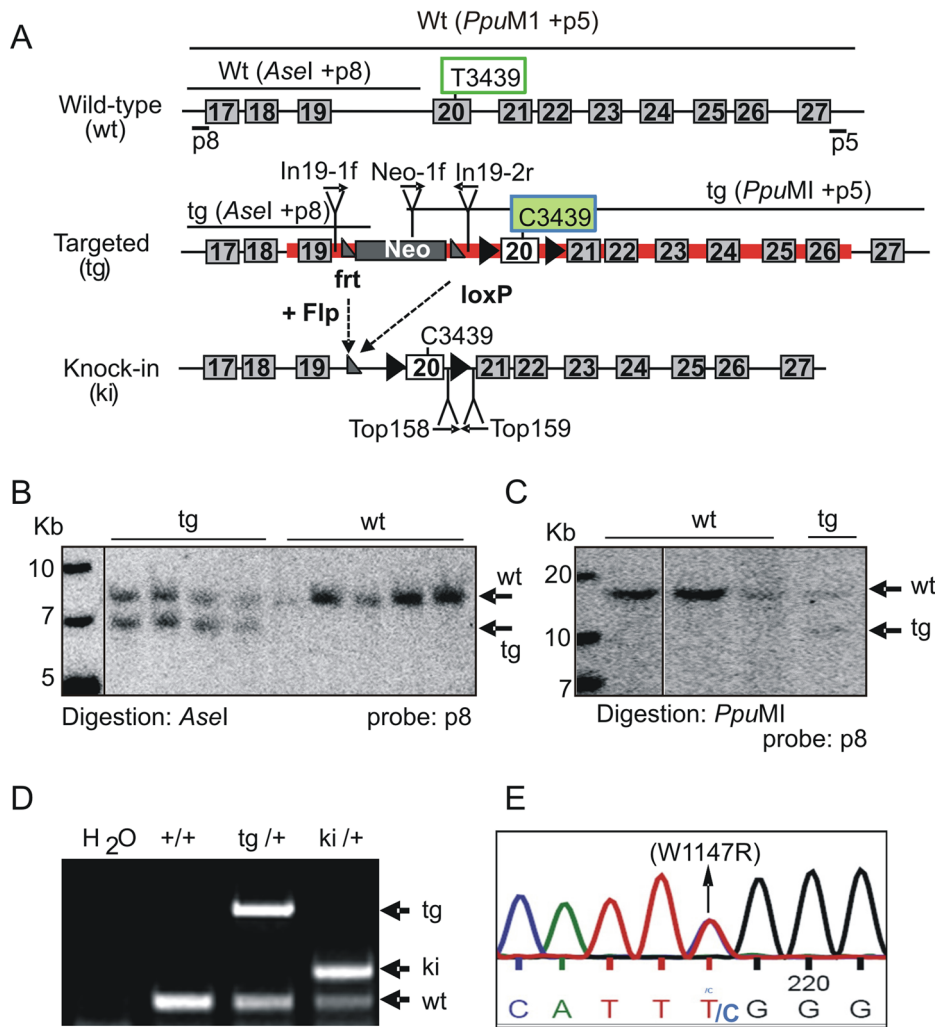 A
Wt (PpuM1 +p5)
Wt (AseI +p8)
T3439
Wild-type
(wt)
17 18 19 20 21 22 23 24 25 26 27
p8
p5
In19-1f Neo-1f In19-2r
tg (AseI +p8)
tg (PpuMI +p5)
C3439
Targeted
(tg)
17 18 19 Neo 20 21 22 23 24 25 26 27
frt
loxP
+ Flp
C3439
Knock-in
(ki)
17 18 19 20 21 22 23 24 25 26 27
Top158 Top159
B
Kb
tg wt
10
7
5
wt
tg
Digestion: AseI probe: p8
C
Kb
wt tg
20
10
7
wt
tg
Digestion: PpuMI
probe: p8
D
H2O +/+ tg/+ ki/+
tg
ki
wt
E
(W1147R)
220
/C
C A T T T/C G G G